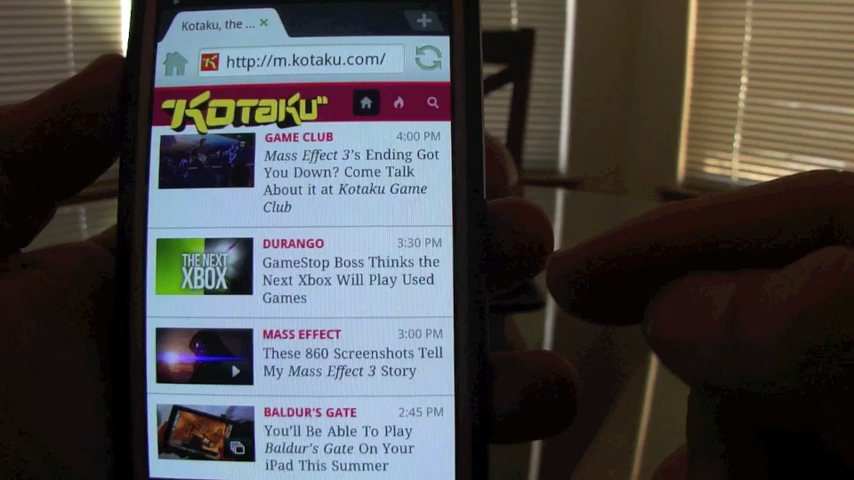 Kotaku, the ...
http://m.kotaku.com/
"KOTAKU"
GAME CLUB 4:00 PM
Mass Effect 3's Ending Got
You Down? Come Talk
About it at Kotaku Game
Club
THE NEXT
XBOX
DURANGO 3:30 PM
GameStop Boss Thinks the
Next Xbox Will Play Used
Games
MASS EFFECT 3:00 PM
These 860 Screenshots Tell
My Mass Effect 3 Story
BALDUR'S GATE 2:45 PM
You'll Be Able To Play
Baldur's Gate On Your
iPad This Summer